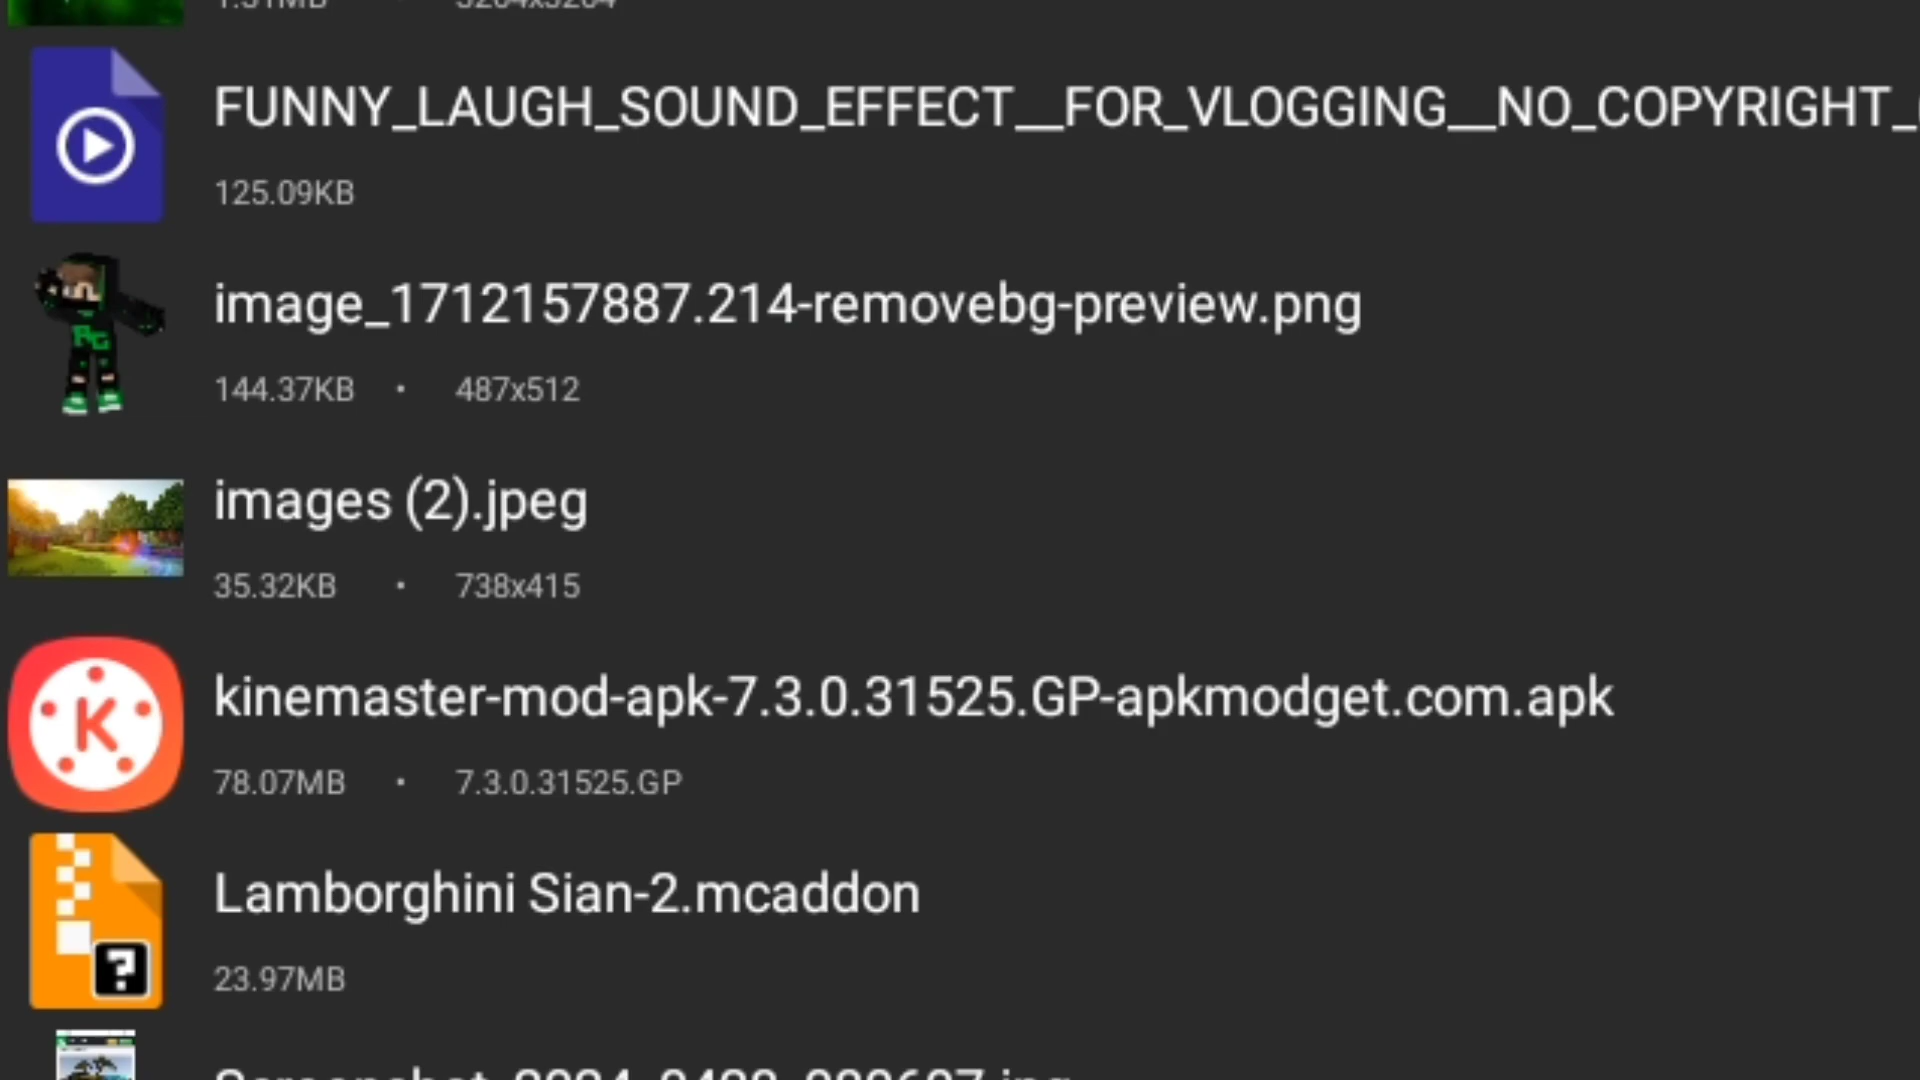 FUNNY_LAUGH_SOUND_EFFECT__FOR_VLOGGING__NO_COPYRIGHT_
125.09KB
RG
image_1712157887.214-removebg-preview.png
144.37KB · 487x512
images (2).jpeg
35.32KB · 738x415
K
kinemaster-mod-apk-7.3.0.31525.GP-apkmodget.com.apk
78.07MB · 7.3.0.31525.GP
Lamborghini Sian-2.mcaddon
?
23.97MB